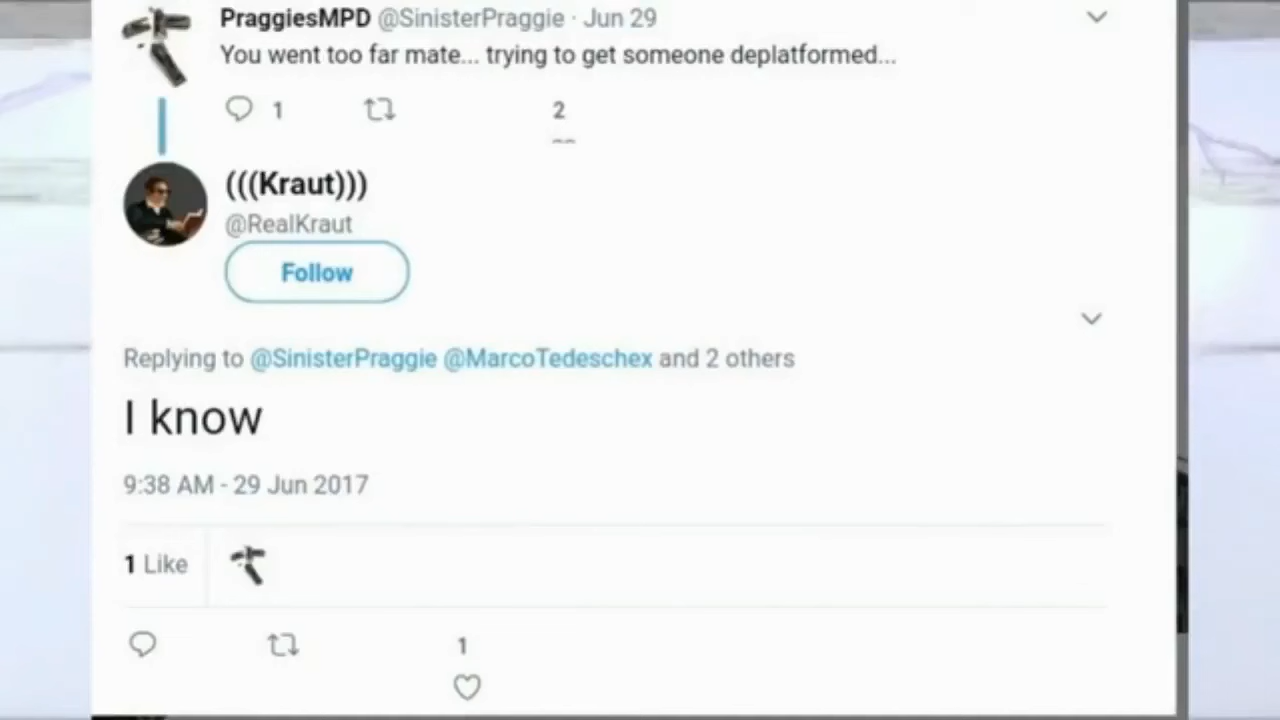 PraggiesMPD @SinisterPraggie · Jun 29
You went too far mate... trying to get someone deplatformed...
1 2
(((Kraut)))
@RealKraut
Follow
Replying to @SinisterPraggie @MarcoTedeschex and 2 others
I know
9:38 AM - 29 Jun 2017
1 Like
1